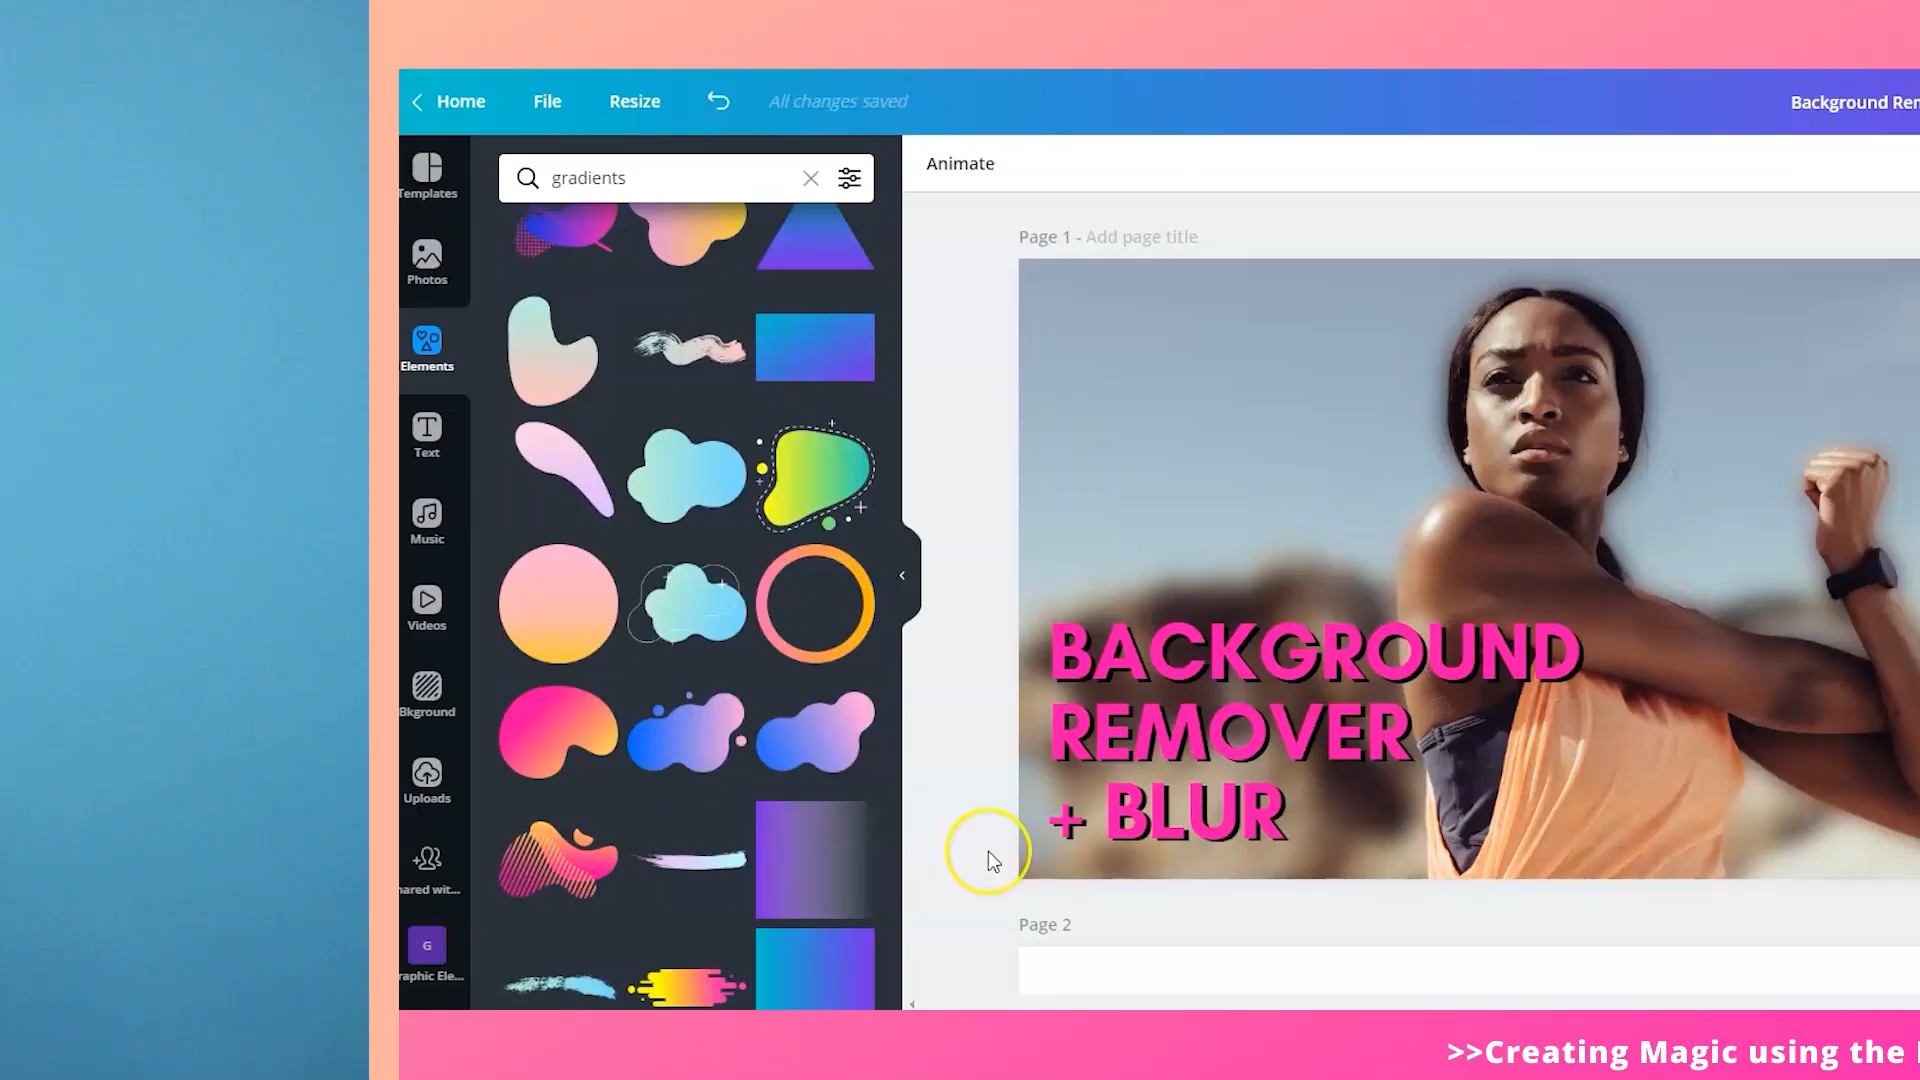 Home File Resize All changes saved
Background Rem
gradients
Animate
Templates
Photos
Elements
Text
Music
Videos
Bkground
Uploads
hared wit...
G
raphic Ele...
Page 1 - Add page title
BACKGROUND
REMOVER
+ BLUR
Page 2
>>Creating Magic using the